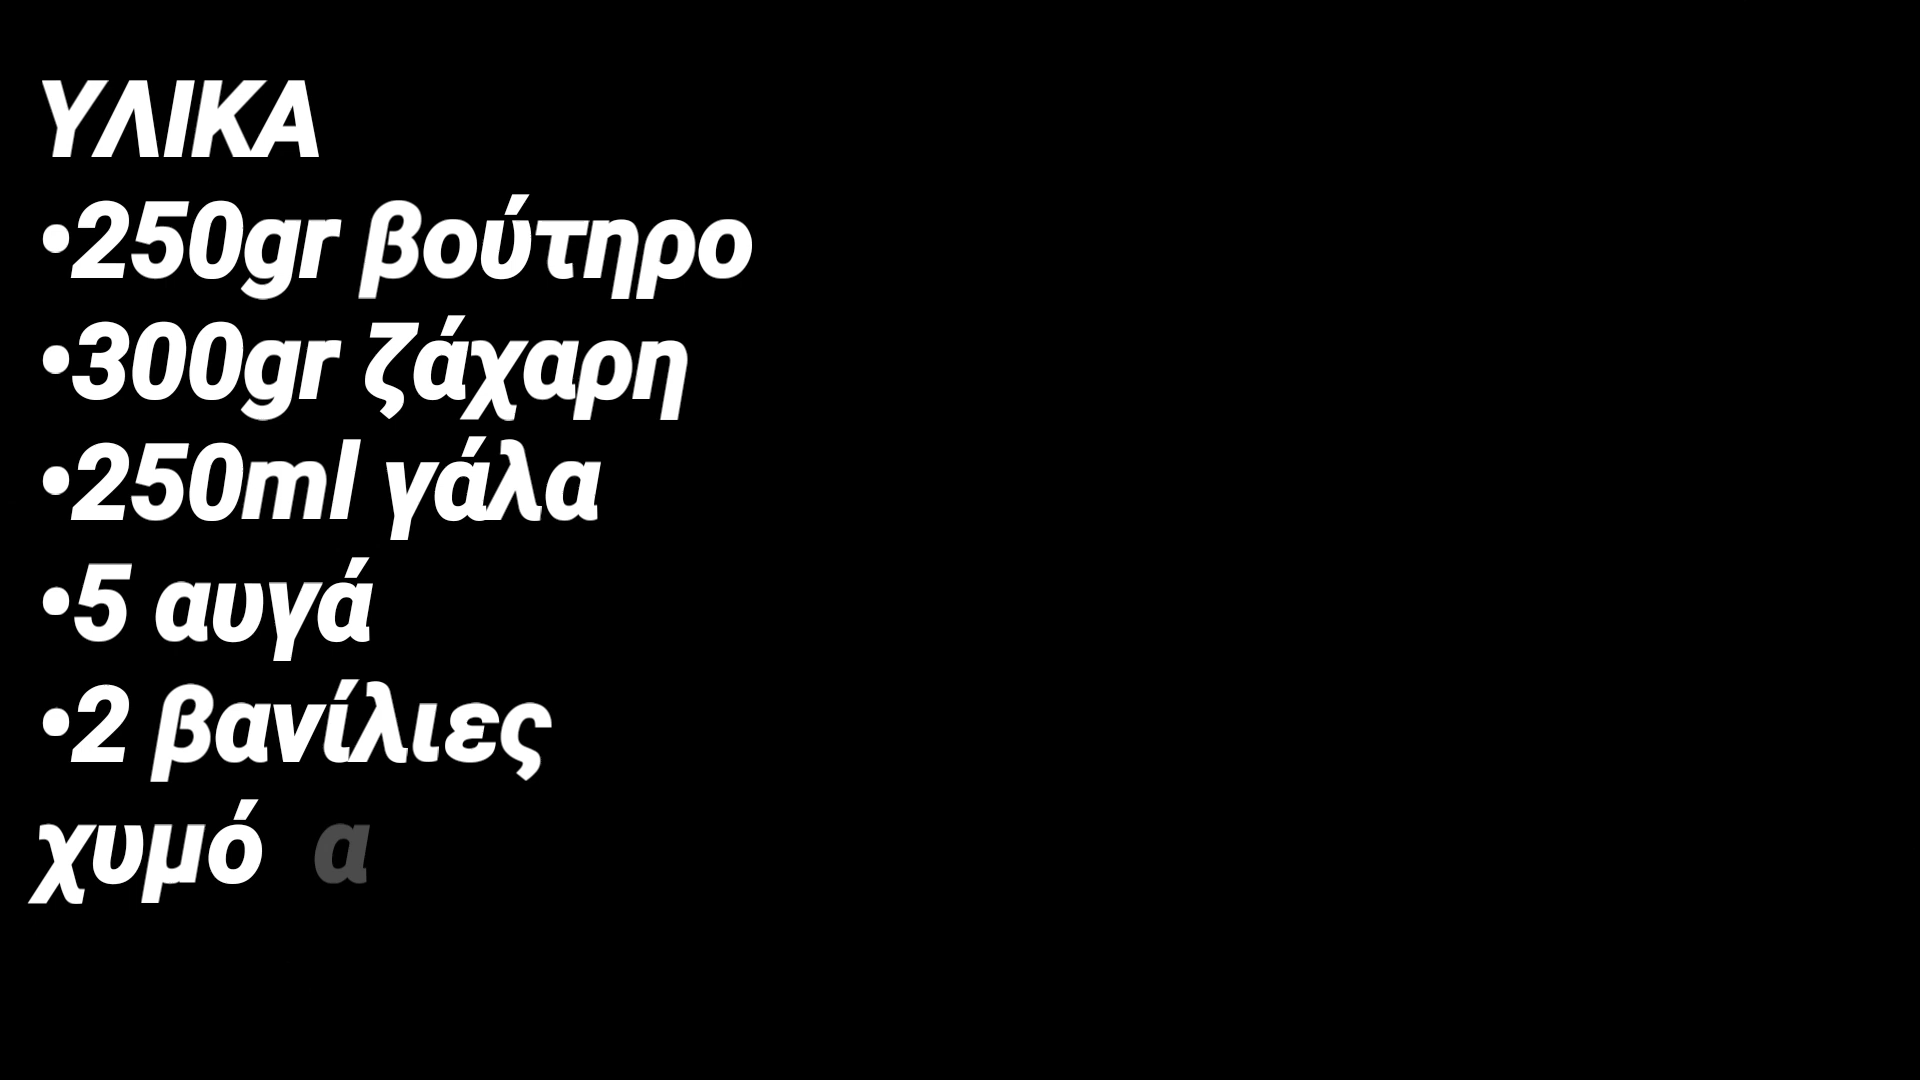 ΥΛΙΚΑ
•250gr βούτηρο
•300gr ζάχαρη
•250ml γάλα
•5 αυγά
•2 βανίλιες
χυμό α